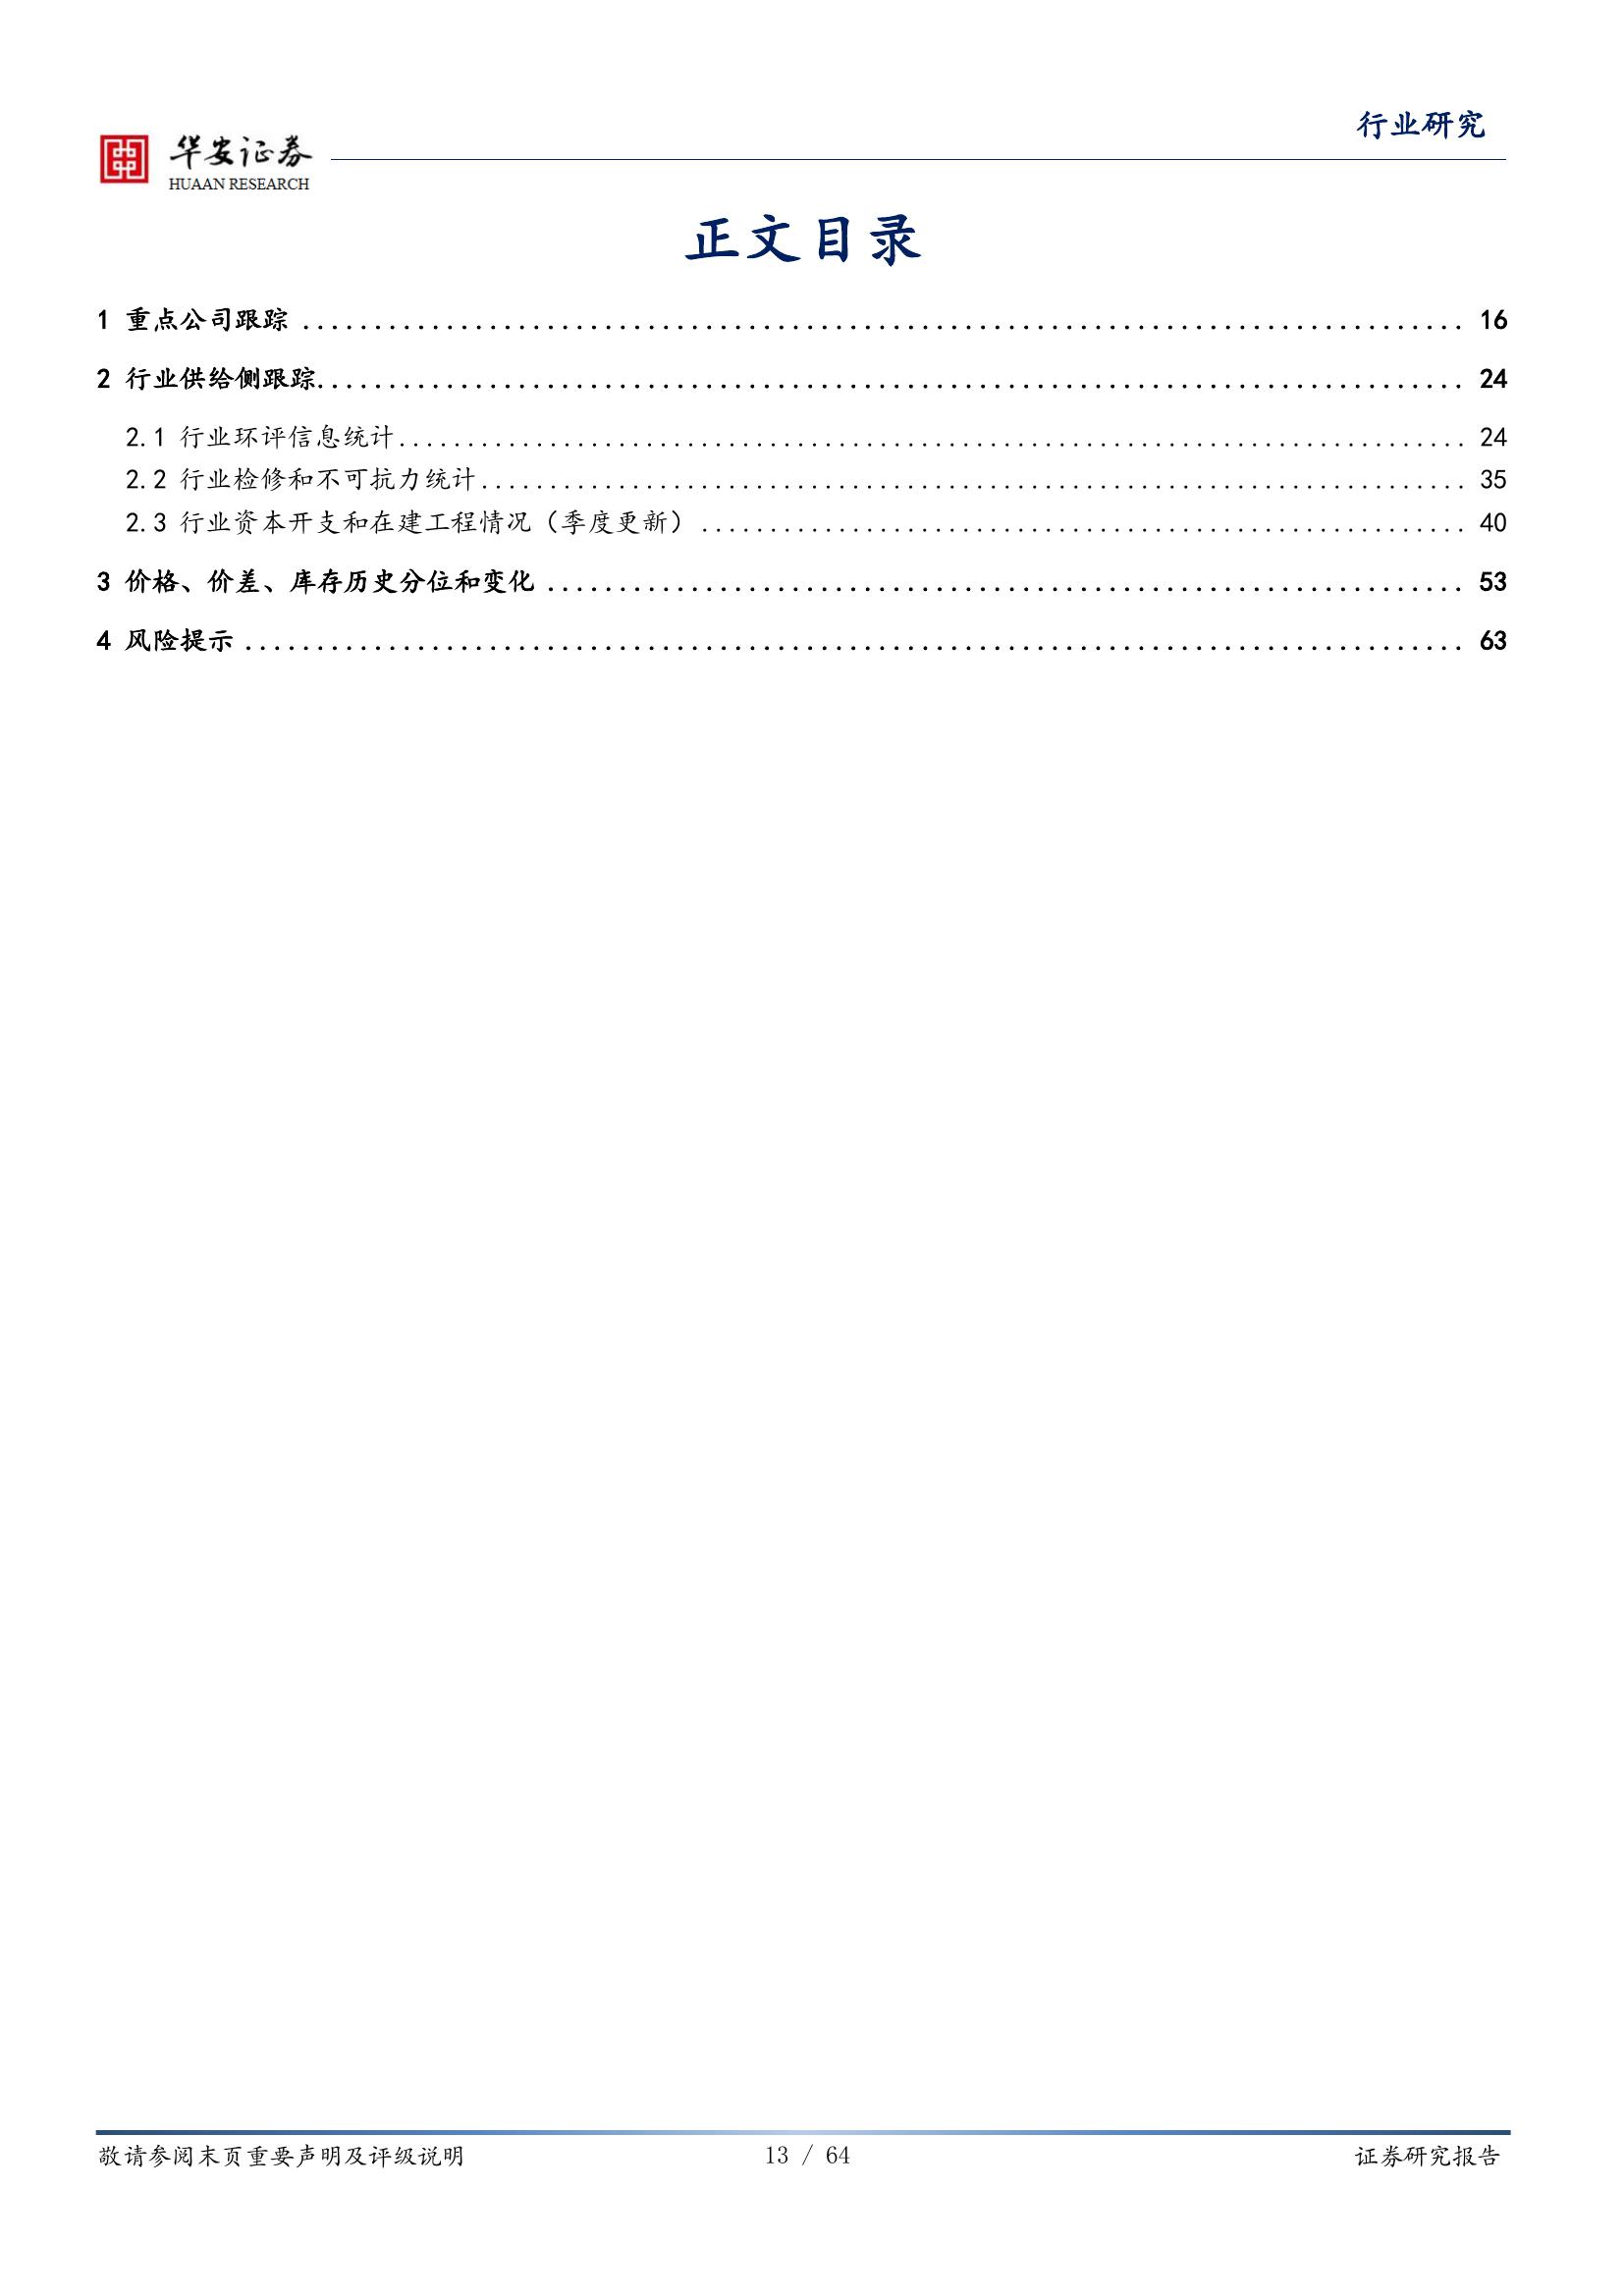 行业研究
华安证券
HUAAN RESEARCH
正文目录
1 重点公司跟踪 ................................................................................ 16
2 行业供给侧跟踪................................................................................ 24
2.1 行业环评信息统计.............................................................................. 24
2.2 行业检修和不可抗力统计........................................................................ 35
2.3 行业资本开支和在建工程情况（季度更新） ........................................................ 40
3 价格、价差、库存历史分位和变化 ................................................................ 53
4 风险提示 ..................................................................................... 63
敬请参阅末页重要声明及评级说明
13 / 64
证券研究报告